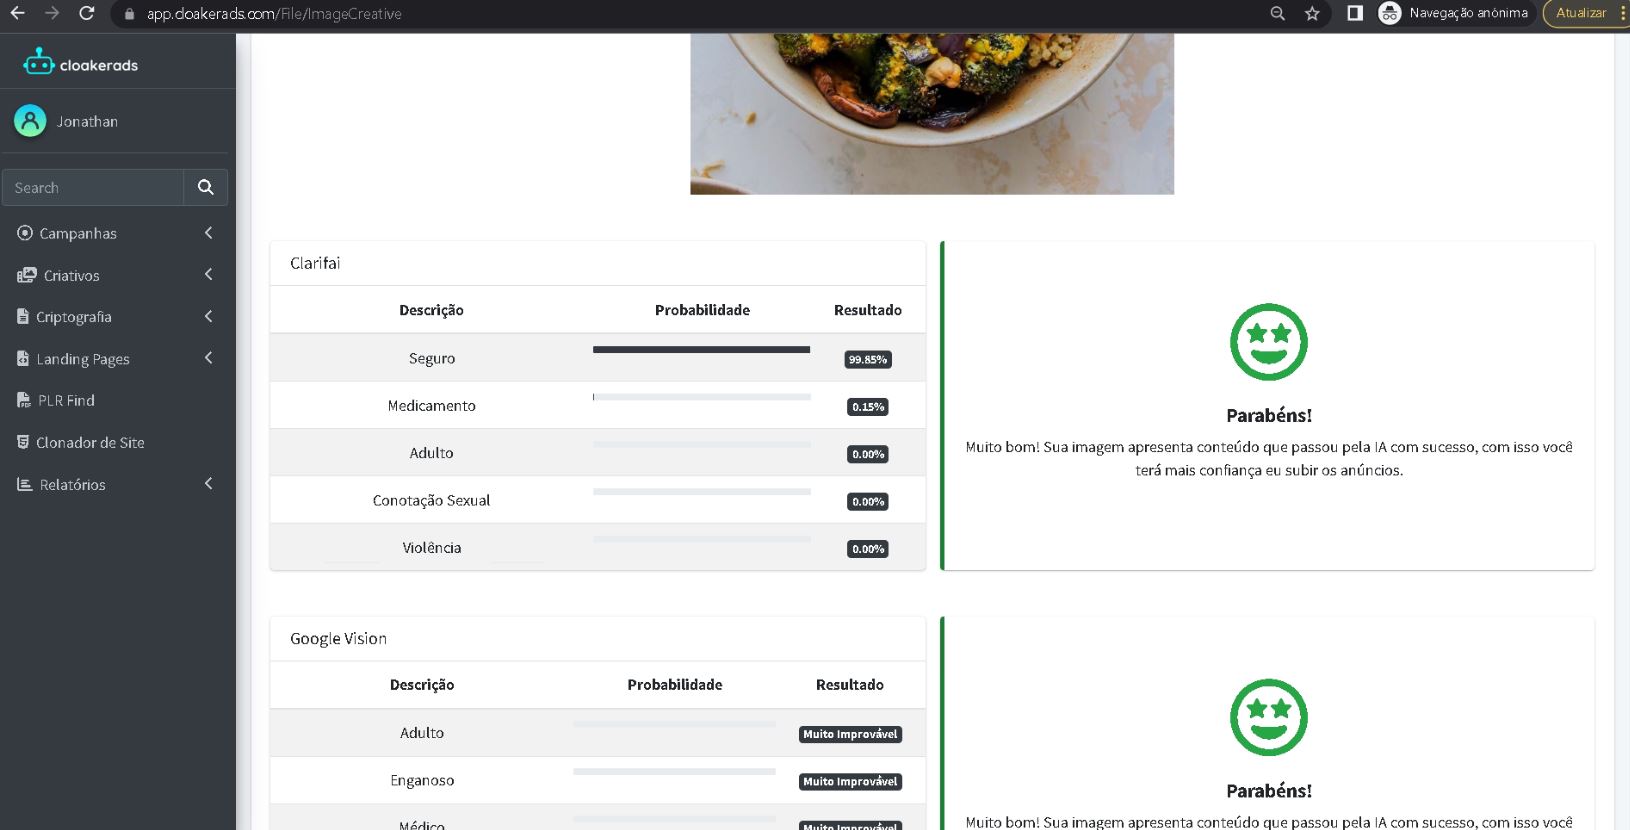 app.cloakerads.com/File/ImageCreative
Navegação anônima
Atualizar
cloakerads
Jonathan
Search
Campanhas
Criativos
Criptografia
Landing Pages
PLR Find
Clonador de Site
Relatórios
Clarifai
Descrição Probabilidade Resultado
Seguro 99.85%
Medicamento 0.15%
Adulto 0.00%
Conotação Sexual 0.00%
Violência 0.00%
Parabéns!
Muito bom! Sua imagem apresenta conteúdo que passou pela IA com sucesso, com isso você
terá mais confiança eu subir os anúncios.
Google Vision
Descrição Probabilidade Resultado
Adulto Muito Improvável
Enganoso Muito Improvável
Médico Muito Improvável
Parabéns!
Muito bom! Sua imagem apresenta conteúdo que passou pela IA com sucesso, com isso você